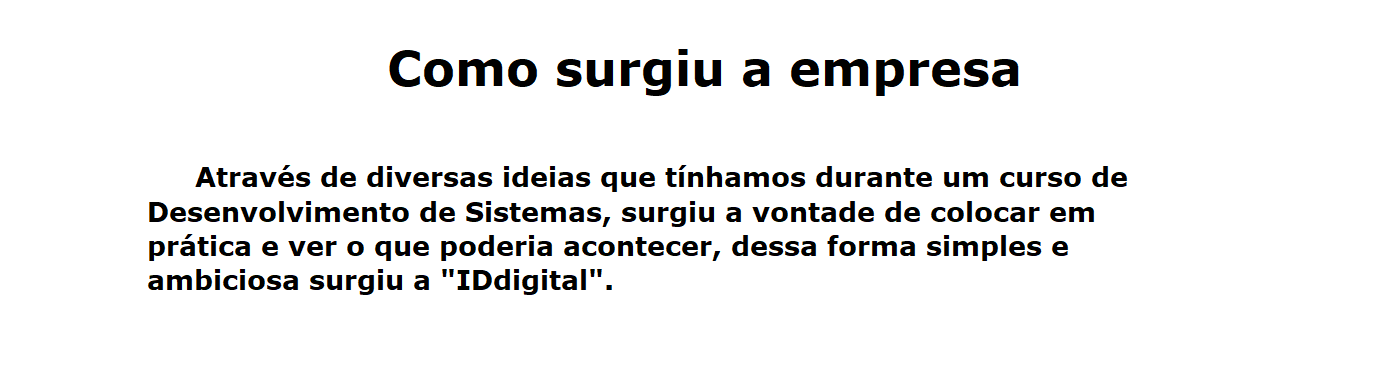 Como surgiu a empresa
Através de diversas ideias que tínhamos durante um curso de
Desenvolvimento de Sistemas, surgiu a vontade de colocar em
prática e ver o que poderia acontecer, dessa forma simples e
ambiciosa surgiu a "IDdigital".